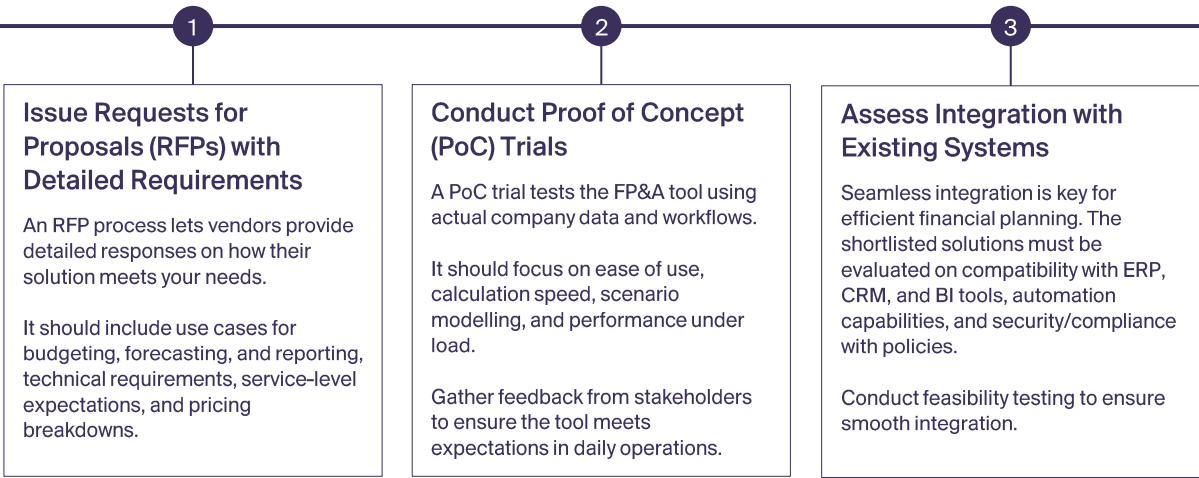 1
Issue Requests for
Proposals (RFPs) with
Detailed Requirements
An RFP process lets vendors provide
detailed responses on how their
solution meets your needs.
It should include use cases for
budgeting, forecasting, and reporting,
technical requirements, service-level
expectations, and pricing
breakdowns.
2
Conduct Proof of Concept
(PoC) Trials
A PoC trial tests the FP&A tool using
actual company data and workflows.
It should focus on ease of use,
calculation speed, scenario
modelling, and performance under
load.
Gather feedback from stakeholders
to ensure the tool meets
expectations in daily operations.
3
Assess Integration with
Existing Systems
Seamless integration is key for
efficient financial planning. The
shortlisted solutions must be
evaluated on compatibility with ERP,
CRM, and BI tools, automation
capabilities, and security/compliance
with policies.
Conduct feasibility testing to ensure
smooth integration.